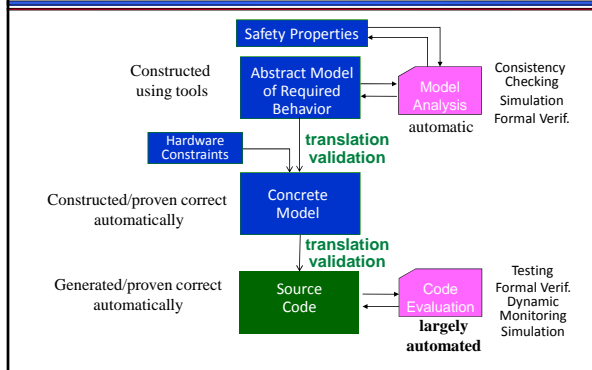 Safety Properties
Constructed
using tools
Abstract Model
of Required
Behavior
Model
Analysis
automatic
Consistency
Checking
Simulation
Formal Verif.
Hardware
Constraints
translation
validation
Constructed/proven correct
automatically
Concrete
Model
translation
validation
Generated/proven correct
automatically
Source
Code
Code
Evaluation
largely
automated
Testing
Formal Verif.
Dynamic
Monitoring
Simulation